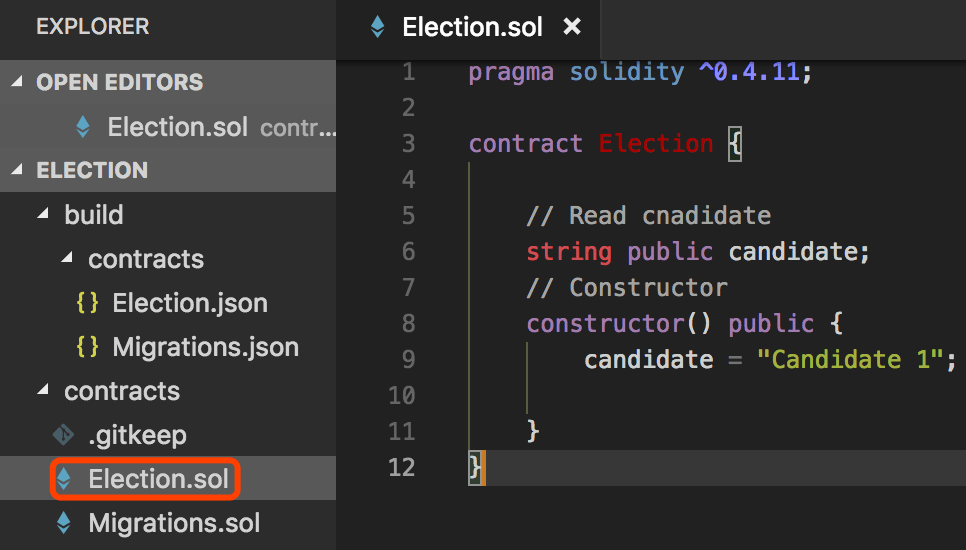 EXPLORER
OPEN EDITORS
Election.sol contr...
ELECTION
build
contracts
{} Election.json
{} Migrations.json
contracts
.gitkeep
Election.sol
Migrations.sol
Election.sol ×
1 pragma solidity ^0.4.11;
2
3 contract Election {
4
5 // Read cnadidate
6 string public candidate;
7 // Constructor
8 constructor() public {
9 candidate = "Candidate 1";
10
11 }
12 }